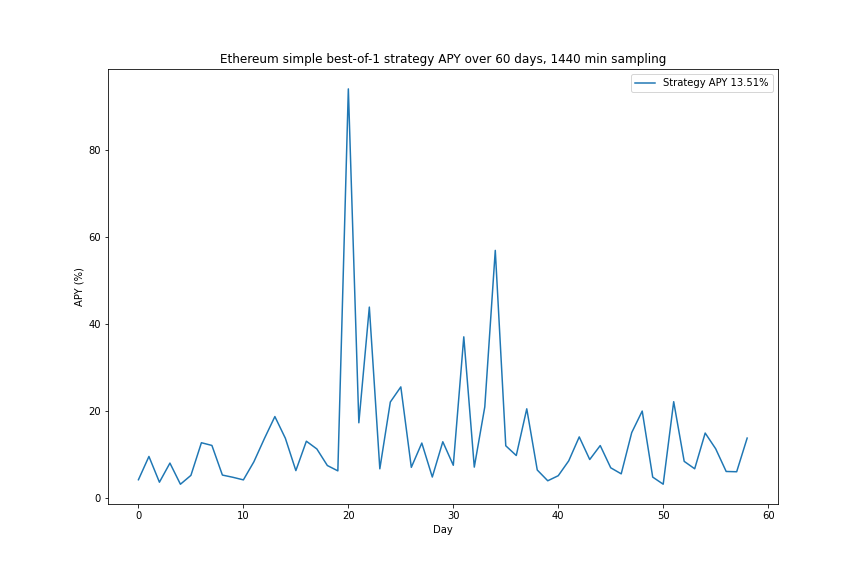 Ethereum simple best-of-1 strategy APY over 60 days, 1440 min sampling
Strategy APY 13.51%
APY (%)
80
60
40
20
0
0 10 20 30 40 50 60
Day